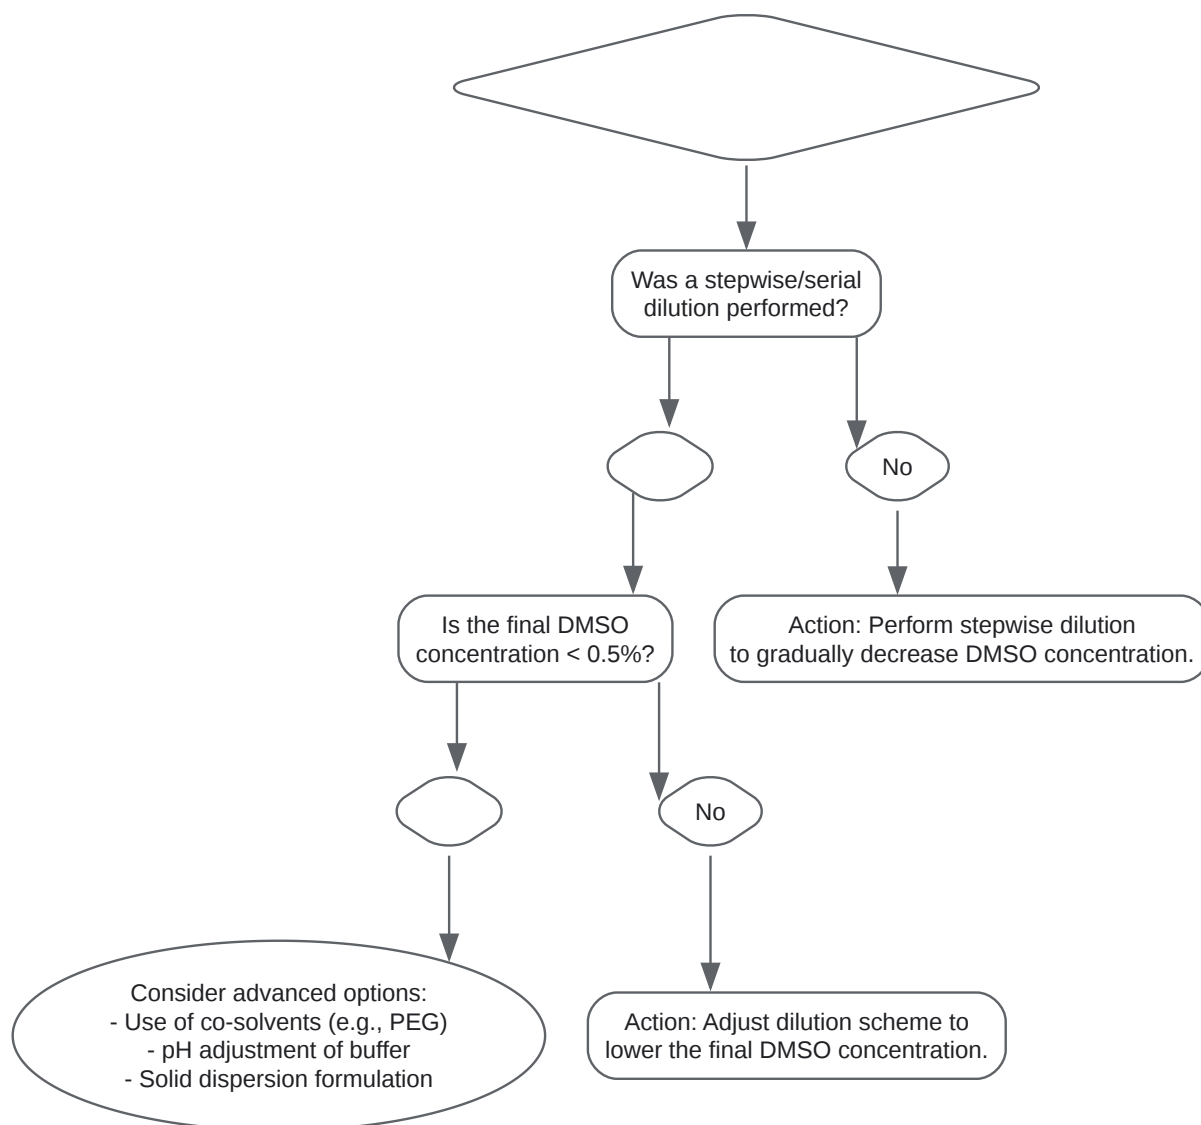 Was a stepwise/serial
dilution performed?
No
Is the final DMSO
concentration < 0.5%?
Action: Perform stepwise dilution
to gradually decrease DMSO concentration.
No
Consider advanced options:
- Use of co-solvents (e.g., PEG)
- pH adjustment of buffer
- Solid dispersion formulation
Action: Adjust dilution scheme to
lower the final DMSO concentration.